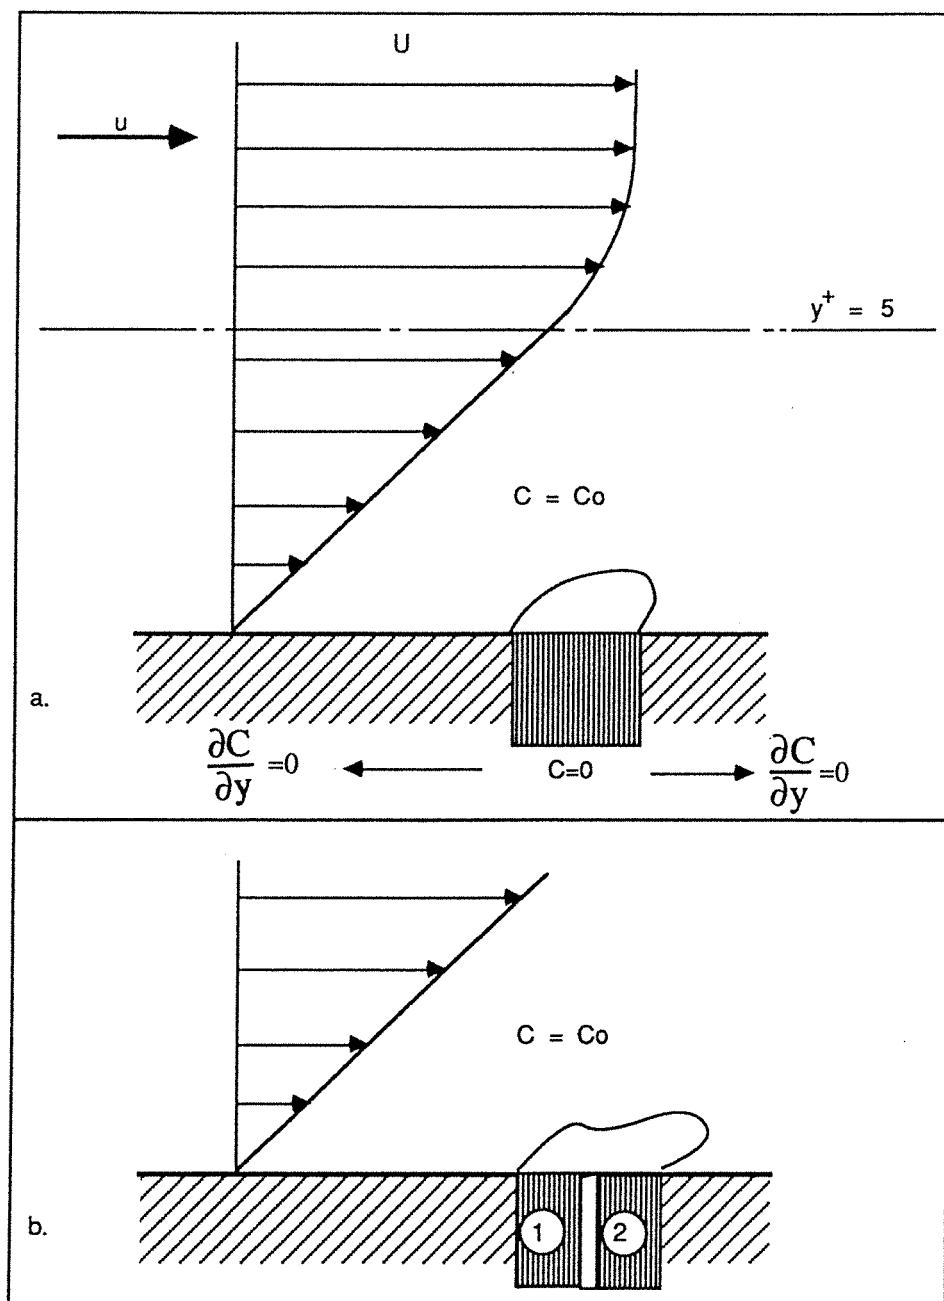 U
u
y⁺ = 5
C = Co
a.
∂C/∂y =0
C=0
∂C/∂y =0
C = Co
b.
1
2